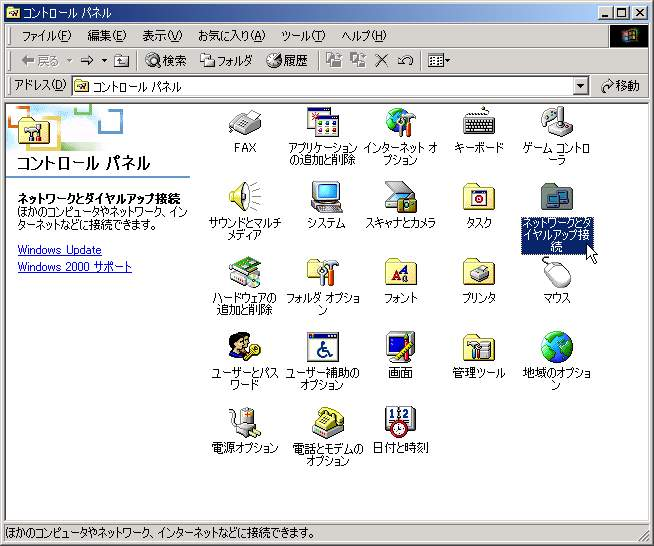 コントロール パネル
ファイル(F) 編集(E) 表示(V) お気に入り(A) ツール(T) ヘルプ(H)
戻る 検索 フォルダ 履歴
アドレス(D) コントロール パネル 移動
コントロール パネル
ネットワークとダイヤルアップ接続
ほかのコンピュータやネットワーク、イン
ターネットなどに接続できます。
Windows Update
Windows 2000 サポート
FAX
アプリケーション
の追加と削除
インターネット オ
プション
キーボード
ゲーム コントロ
ーラ
サウンドとマルチ
メディア
システム
スキャナとカメラ
タスク
ネットワークとダ
イヤルアップ接
続
ハードウェアの
追加と削除
フォルダ オプショ
ン
フォント
プリンタ
マウス
ユーザーとパス
ワード
ユーザー補助の
オプション
画面
管理ツール
地域のオプショ
ン
電源オプション
電話とモデムの
オプション
日付と時刻
ほかのコンピュータやネットワーク、インターネットなどに接続できます。